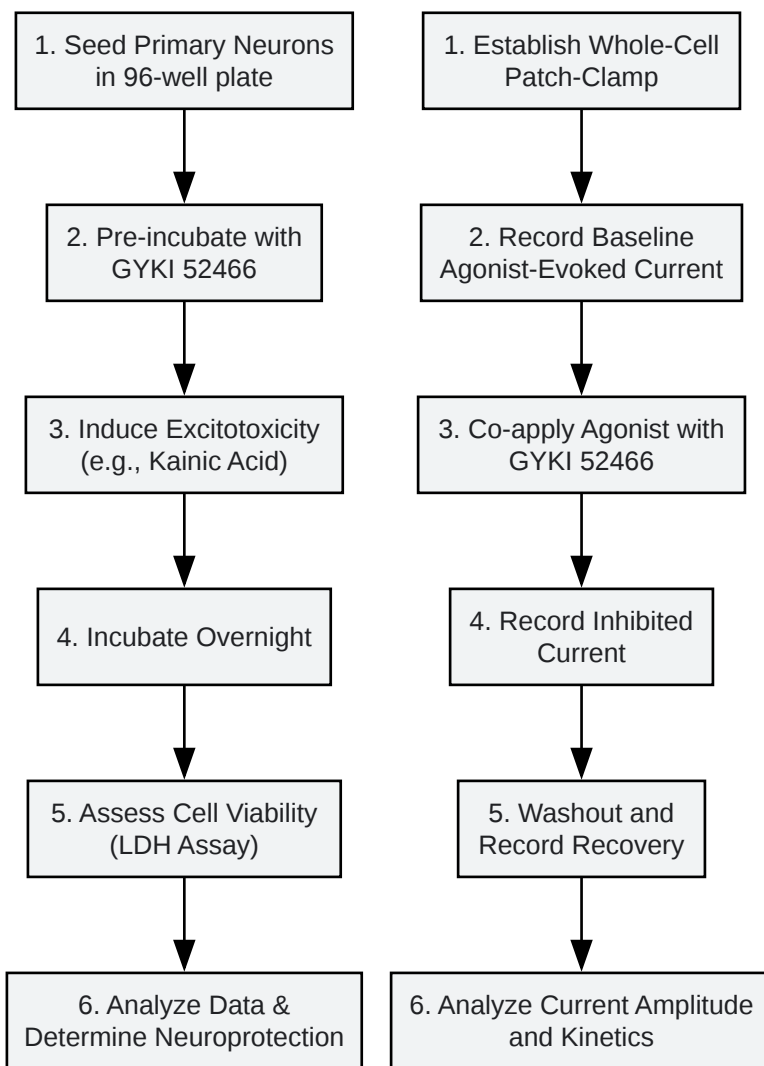 1. Seed Primary Neurons
in 96-well plate
2. Pre-incubate with
GYKI 52466
3. Induce Excitotoxicity
(e.g., Kainic Acid)
4. Incubate Overnight
5. Assess Cell Viability
(LDH Assay)
6. Analyze Data &
Determine Neuroprotection
1. Establish Whole-Cell
Patch-Clamp
2. Record Baseline
Agonist-Evoked Current
3. Co-apply Agonist with
GYKI 52466
4. Record Inhibited
Current
5. Washout and
Record Recovery
6. Analyze Current Amplitude
and Kinetics